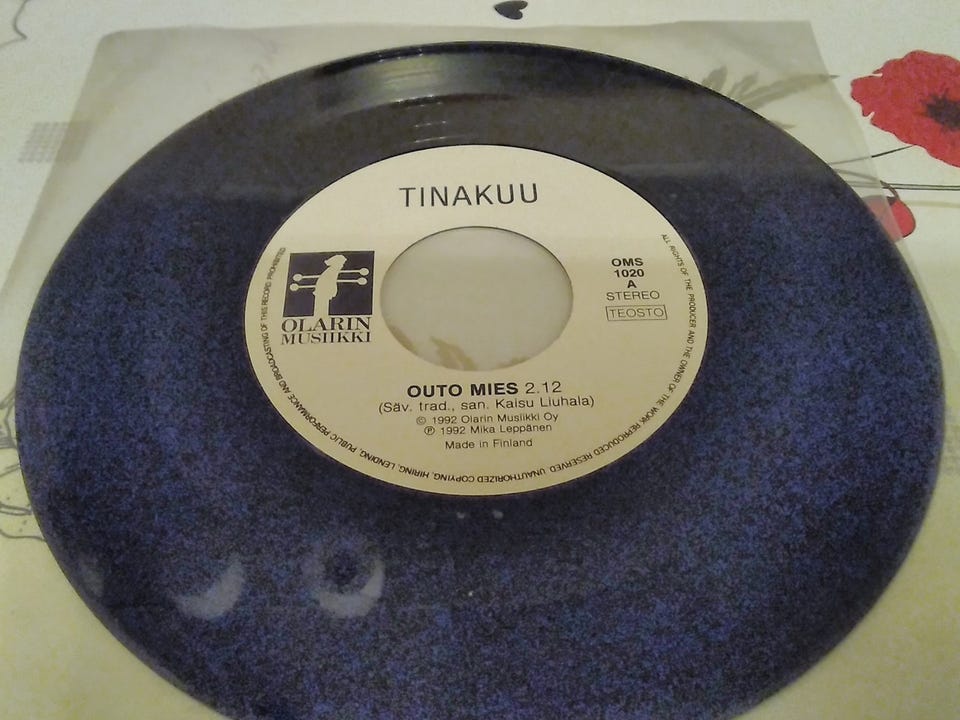 TINAKUU
OLARIN
MUSIIKKI
OMS
1020
A
STEREO
TEOSTO
OUTO MIES 2.12
(Säv. trad., san. Kaisu Liuhala)
© 1992 Olarin Musiikki Oy
℗ 1992 Mika Leppänen
Made in Finland
ALL RIGHTS OF THE PRODUCER AND THE OWNER OF THE WORK REPRODUCED RESERVED. UNAUTHORIZED COPYING, HIRING, LENDING, PUBLIC PERFORMANCE AND BROADCASTING OF THIS RECORD PROHIBITED